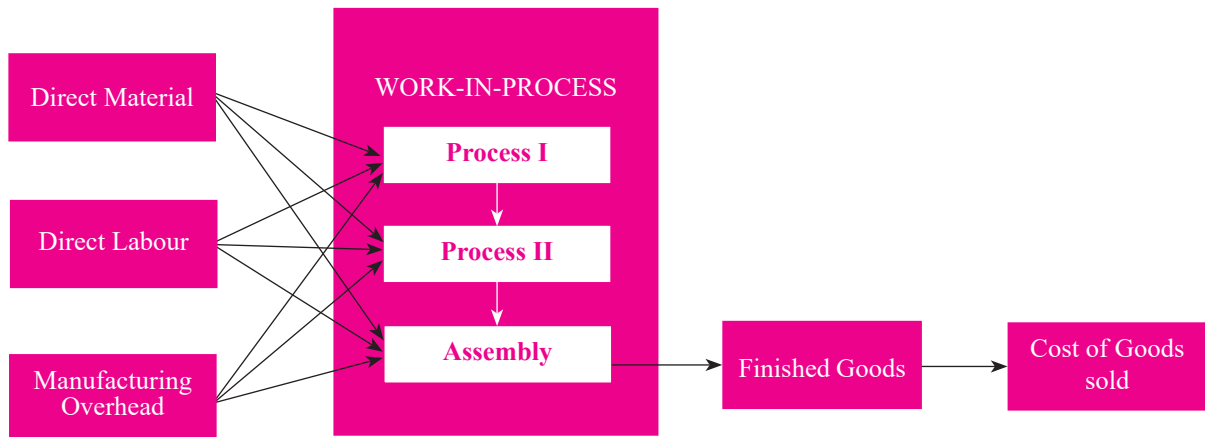 Direct Material
Direct Labour
Manufacturing
Overhead
WORK-IN-PROCESS
Process I
Process II
Assembly
Finished Goods
Cost of Goods
sold